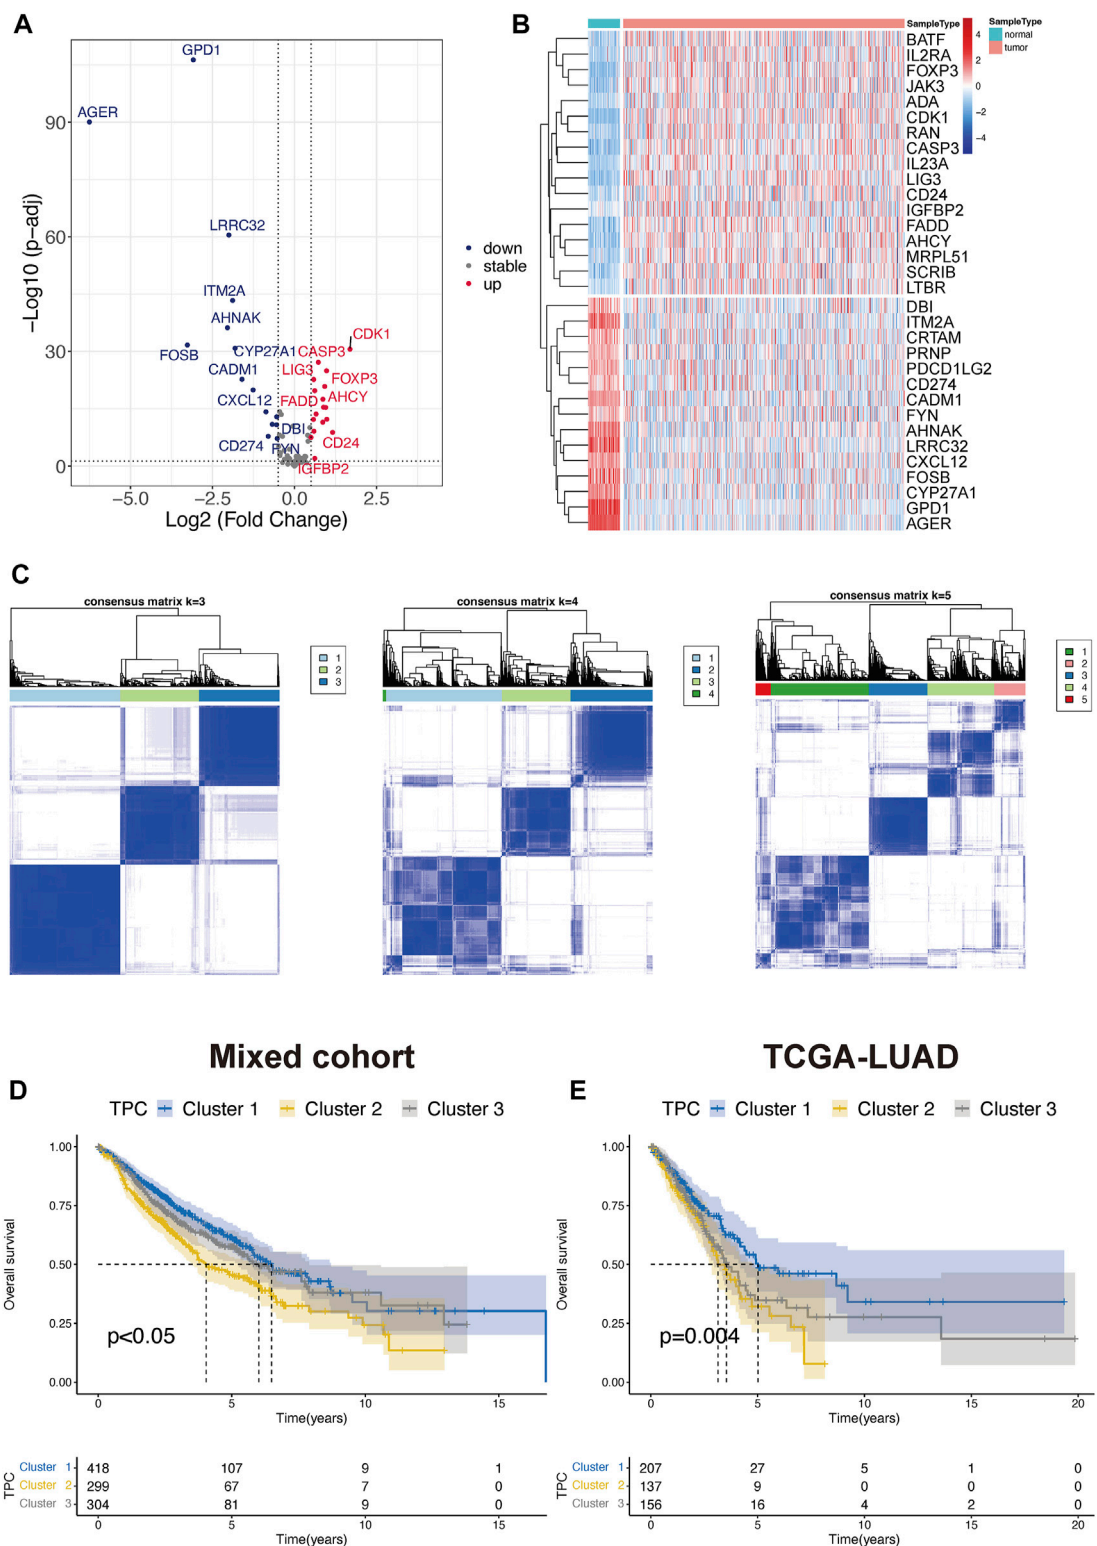 A
GPD1
AGER
LRRC32
ITM2A
AHNAK
FOSB
CYP27A1
CADM1
CXCL12
CD274
DBI
FYN
CDK1
CASP3
LIG3
FOXP3
FADD
AHCY
CD24
IGFBP2
90
60
30
0
−Log10 (p−adj)
−5.0 −2.5 0.0 2.5
Log2 (Fold Change)
down
stable
up
B
SampleType
4
2
0
−2
−4
SampleType
normal
tumor
BATF
IL2RA
FOXP3
JAK3
ADA
CDK1
RAN
CASP3
IL23A
LIG3
CD24
IGFBP2
FADD
AHCY
MRPL51
SCRIB
LTBR
DBI
ITM2A
CRTAM
PRNP
PDCD1LG2
CD274
CADM1
FYN
AHNAK
LRRC32
CXCL12
FOSB
CYP27A1
GPD1
AGER
C
consensus matrix k=3
1
2
3
consensus matrix k=4
1
2
3
4
consensus matrix k=5
1
2
3
4
5
Mixed cohort
D
TPC Cluster 1 Cluster 2 Cluster 3
1.00
0.75
0.50
0.25
0.00
Overall survival
p<0.05
0 5 10 15
Time(years)
TPC
Cluster 1 418 107 9 1
Cluster 2 299 67 7 0
Cluster 3 304 81 9 0
0 5 10 15
Time(years)
TCGA-LUAD
E
TPC Cluster 1 Cluster 2 Cluster 3
1.00
0.75
0.50
0.25
0.00
Overall survival
p=0.004
0 5 10 15 20
Time(years)
TPC
Cluster 1 207 27 5 1 0
Cluster 2 137 9 0 0 0
Cluster 3 156 16 4 2 0
0 5 10 15 20
Time(years)